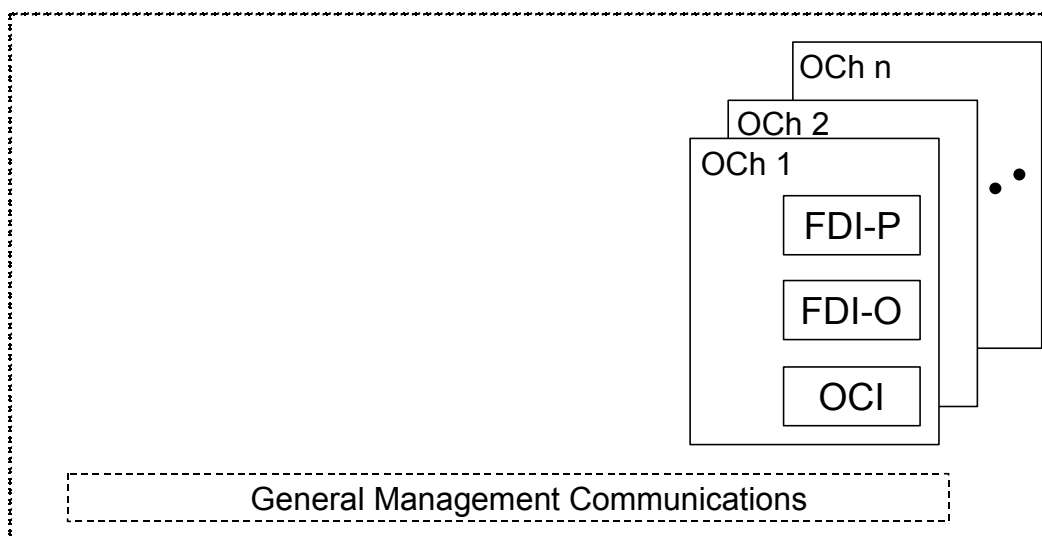 OCh n
OCh 2
OCh 1
FDI-P
FDI-O
OCI
General Management Communications